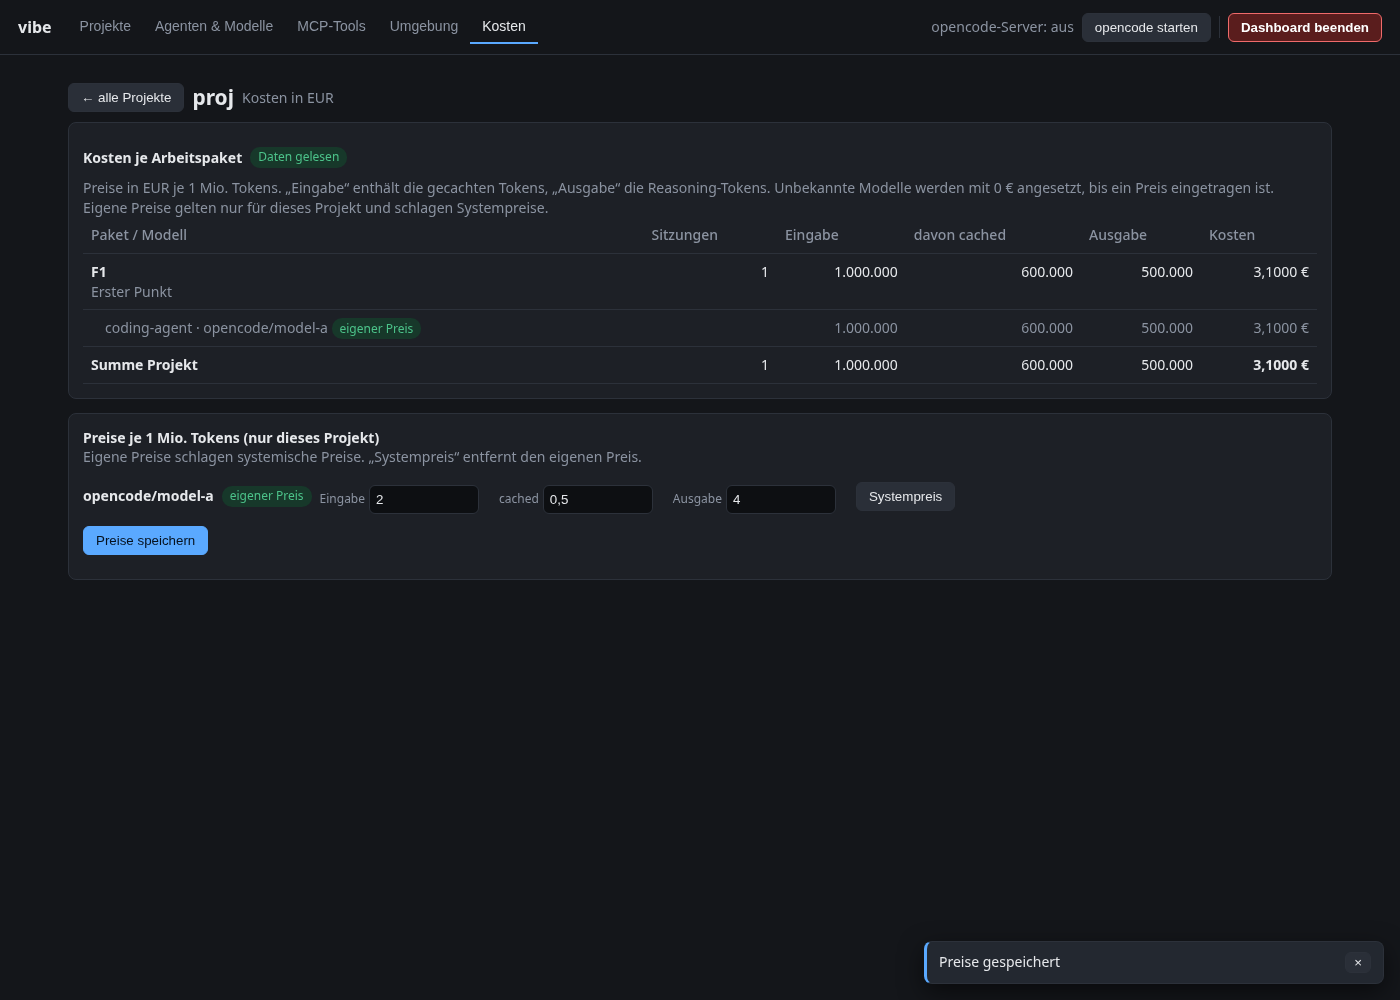 vibe Projekte Agenten & Modelle MCP-Tools Umgebung Kosten opencode-Server: aus opencode starten Dashboard beenden
← alle Projekte proj Kosten in EUR
Kosten je Arbeitspaket Daten gelesen
Preise in EUR je 1 Mio. Tokens. „Eingabe“ enthält die gecachten Tokens, „Ausgabe“ die Reasoning-Tokens. Unbekannte Modelle werden mit 0 € angesetzt, bis ein Preis eingetragen ist.
Eigene Preise gelten nur für dieses Projekt und schlagen Systempreise.
Paket / Modell Sitzungen Eingabe davon cached Ausgabe Kosten
F1 1 1.000.000 600.000 500.000 3,1000 €
Erster Punkt
coding-agent · opencode/model-a eigener Preis 1.000.000 600.000 500.000 3,1000 €
Summe Projekt 1 1.000.000 600.000 500.000 3,1000 €
Preise je 1 Mio. Tokens (nur dieses Projekt)
Eigene Preise schlagen systemische Preise. „Systempreis“ entfernt den eigenen Preis.
opencode/model-a eigener Preis Eingabe 2 cached 0,5 Ausgabe 4 Systempreis
Preise speichern
Preise gespeichert ×